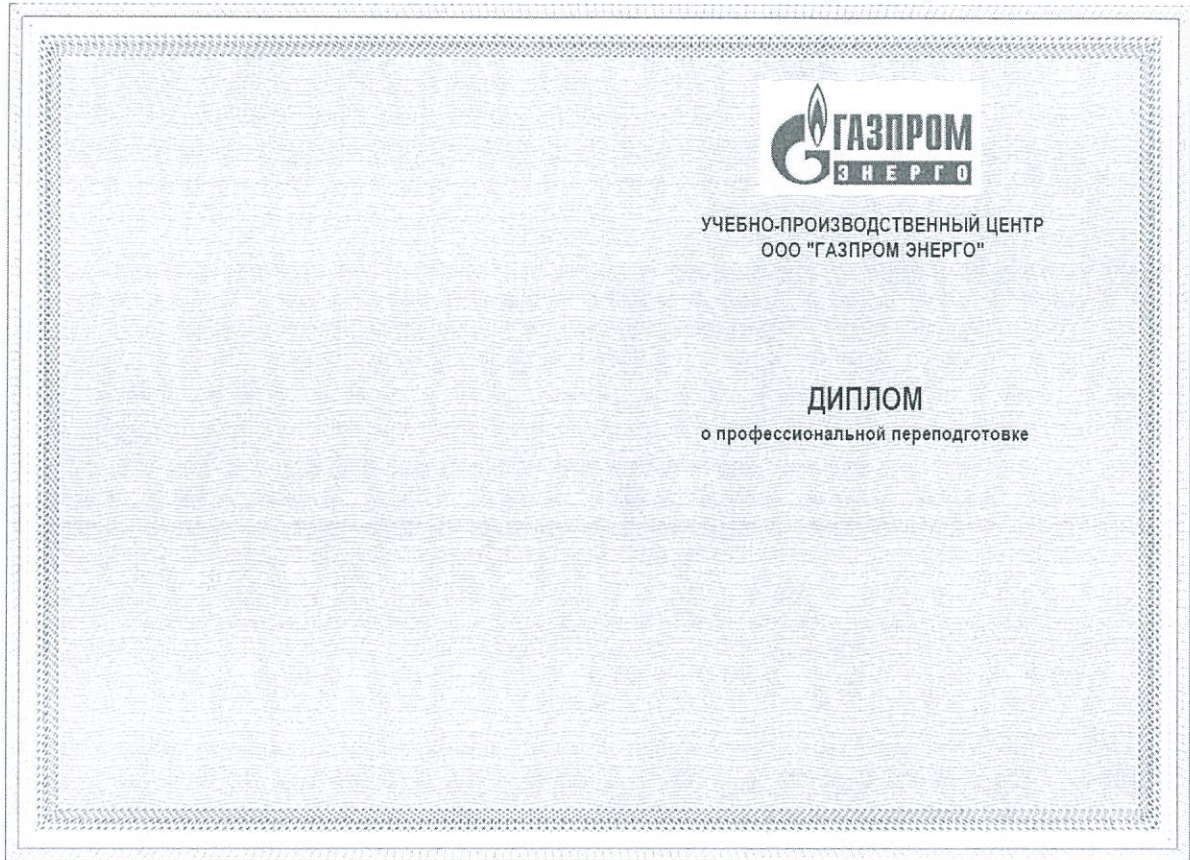 ГАЗПРОМ
ЭНЕРГО
УЧЕБНО-ПРОИЗВОДСТВЕННЫЙ ЦЕНТР
ООО "ГАЗПРОМ ЭНЕРГО"
ДИПЛОМ
о профессиональной переподготовке